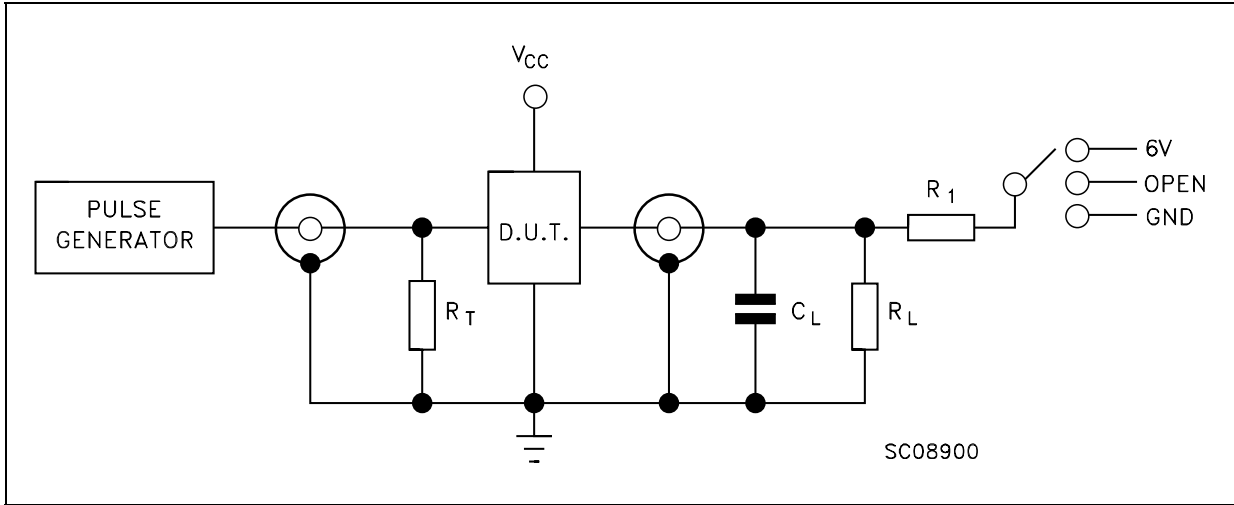 VCC
PULSE
GENERATOR
D.U.T.
RT
CL
RL
R1
6V
OPEN
GND
SC08900